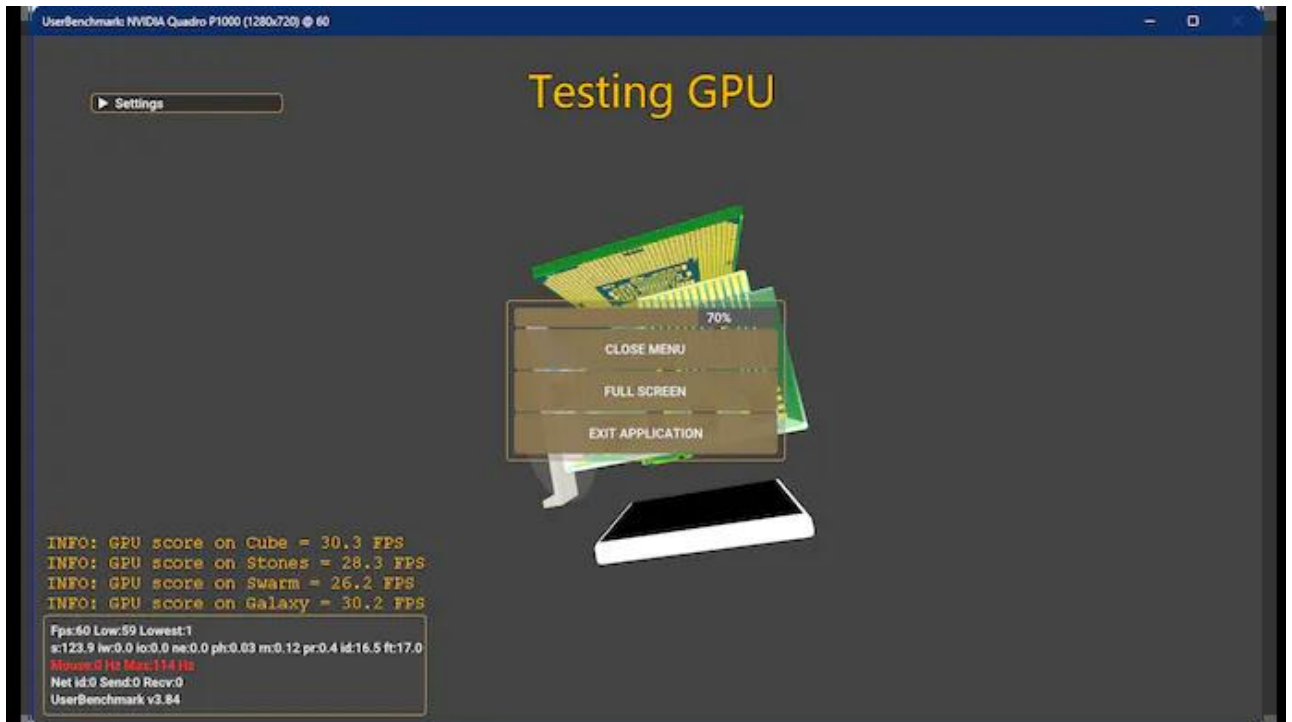 UserBenchmark: NVIDIA Quadro P1000 (1280x720) @ 60
Testing GPU
▶ Settings
70%
CLOSE MENU
FULL SCREEN
EXIT APPLICATION
INFO: GPU score on Cube = 30.3 FPS
INFO: GPU score on Stones = 28.3 FPS
INFO: GPU score on Swarm = 26.2 FPS
INFO: GPU score on Galaxy = 30.2 FPS
Fps:60 Low:59 Lowest:1
s:123.9 iw:0.0 io:0.0 ne:0.0 ph:0.03 m:0.12 pr:0.4 id:16.5 ft:17.0
Mouse:0 Hz Max:114 Hz
Net id:0 Send:0 Recv:0
UserBenchmark v3.84